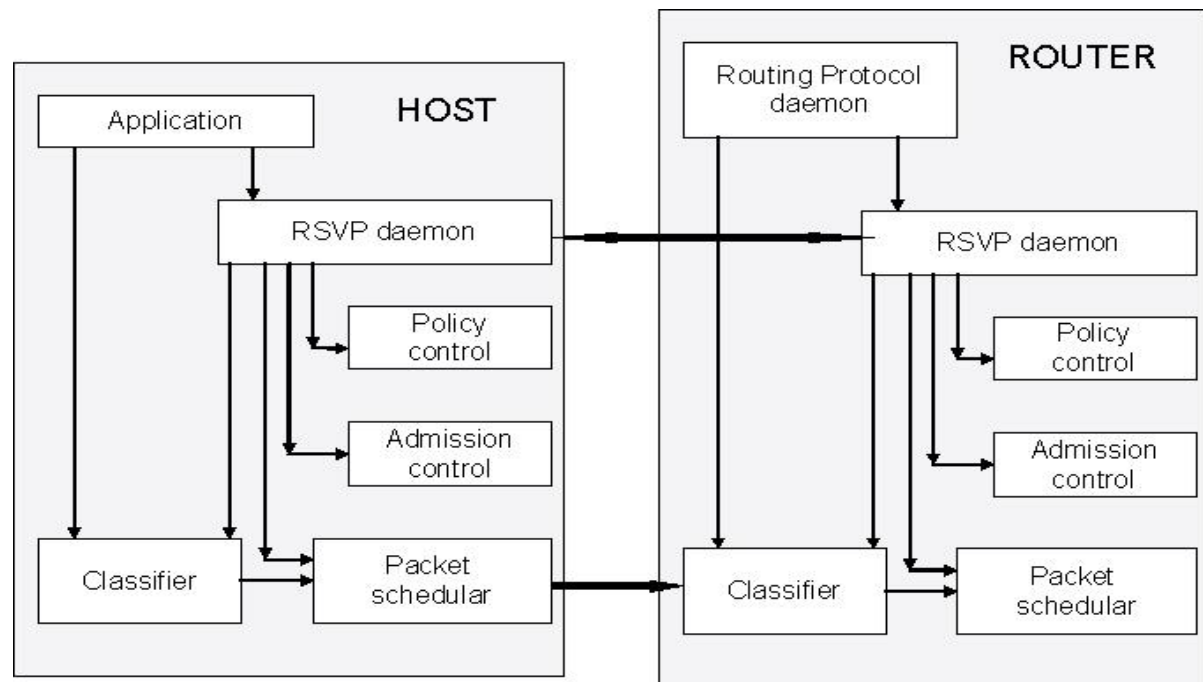 HOST
Application
RSVP daemon
Policy
control
Admission
control
Classifier
Packet
schedular
ROUTER
Routing Protocol
daemon
RSVP daemon
Policy
control
Admission
control
Classifier
Packet
schedular